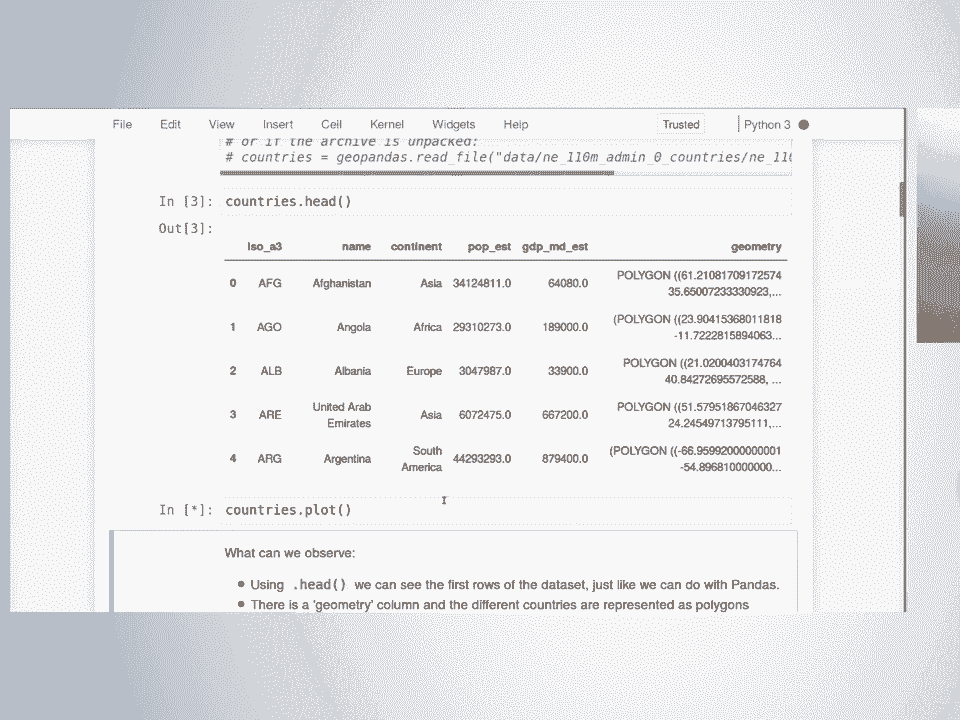 File Edit View Insert Cell Kernel Widgets Help Trusted Python 3
# or if the archive is unpacked:
# countries = geopandas.read_file("data/ne_110m_admin_0_countries/ne_110
In [3]: countries.head()
Out[3]:
iso_a3 name continent pop_est gdp_md_est geometry
0 AFG Afghanistan Asia 34124811.0 64080.0 POLYGON ((61.21081709172574
35.65007233330923,...
1 AGO Angola Africa 29310273.0 189000.0 (POLYGON ((23.90415368011818
-11.7222815894063...
2 ALB Albania Europe 3047987.0 33900.0 POLYGON ((21.0200403174764
40.84272695572588, ...
3 ARE United Arab
Emirates Asia 6072475.0 667200.0 POLYGON ((51.57951867046327
24.24549713795111,...
4 ARG Argentina South
America 44293293.0 879400.0 (POLYGON ((-66.95992000000001
-54.896810000000...
In [*]: countries.plot()
What can we observe:
Using .head() we can see the first rows of the dataset, just like we can do with Pandas.
There is a 'geometry' column and the different countries are represented as polygons